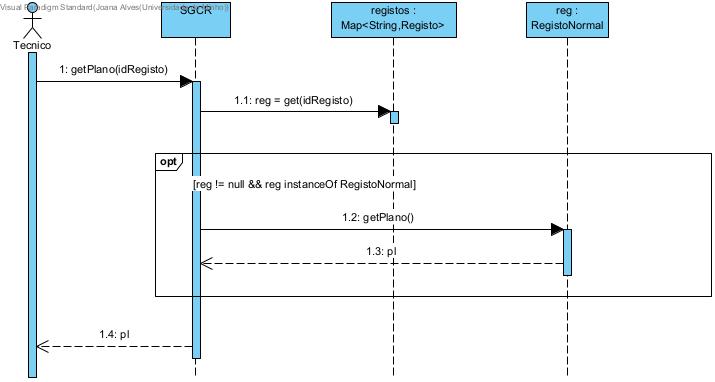 Visual Paradigm Standard(Joana Alves(Universidade do Minho))
SGCR
registos :
Map<String,Registo>
reg :
RegistoNormal
Tecnico
1: getPlano(idRegisto)
1.1: reg = get(idRegisto)
opt
[reg != null && reg instanceOf RegistoNormal]
1.2: getPlano()
1.3: pl
1.4: pl